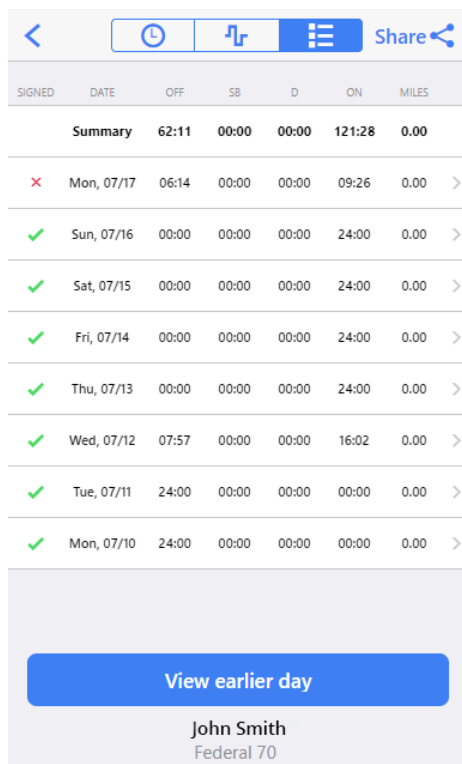 Share
SIGNED DATE OFF SB D ON MILES
Summary 62:11 00:00 00:00 121:28 0.00
Mon, 07/17 06:14 00:00 00:00 09:26 0.00
Sun, 07/16 00:00 00:00 00:00 24:00 0.00
Sat, 07/15 00:00 00:00 00:00 24:00 0.00
Fri, 07/14 00:00 00:00 00:00 24:00 0.00
Thu, 07/13 00:00 00:00 00:00 24:00 0.00
Wed, 07/12 07:57 00:00 00:00 16:02 0.00
Tue, 07/11 24:00 00:00 00:00 00:00 0.00
Mon, 07/10 24:00 00:00 00:00 00:00 0.00
View earlier day
John Smith
Federal 70